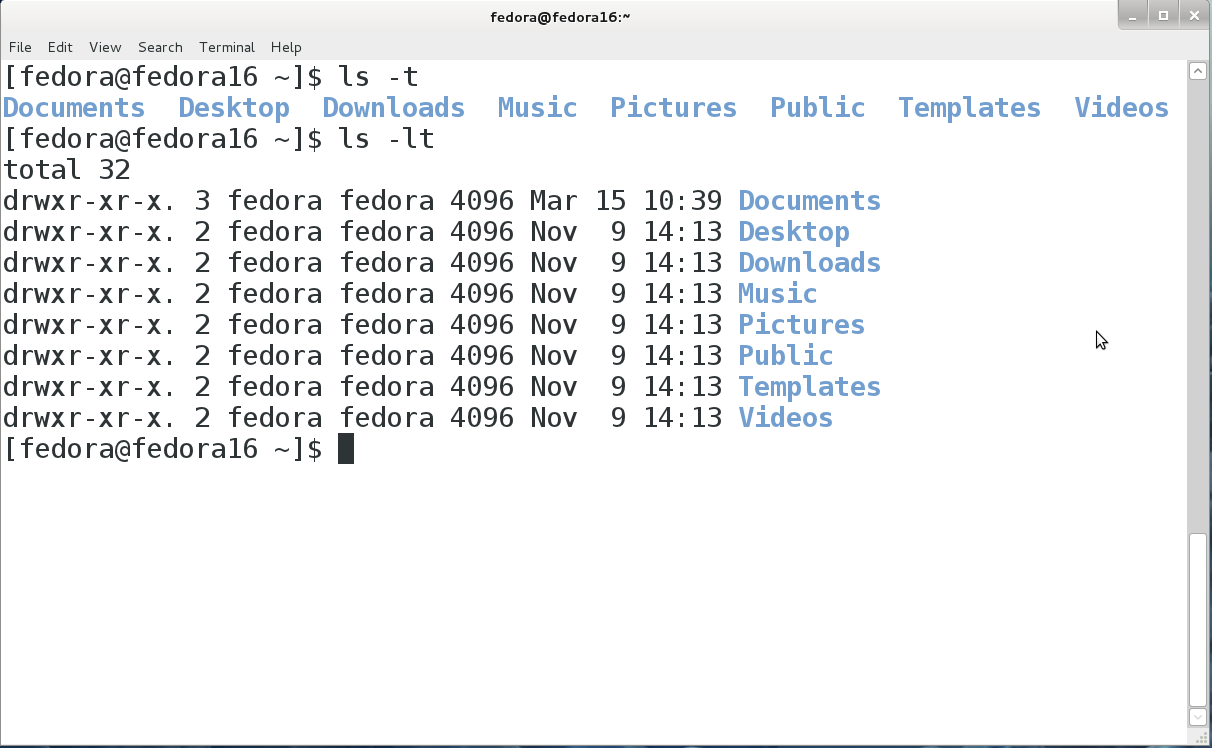 fedora@fedora16:~
File Edit View Search Terminal Help
[fedora@fedora16 ~]$ ls -t
Documents  Desktop  Downloads  Music  Pictures  Public  Templates  Videos
[fedora@fedora16 ~]$ ls -lt
total 32
drwxr-xr-x. 3 fedora fedora 4096 Mar 15 10:39 Documents
drwxr-xr-x. 2 fedora fedora 4096 Nov  9 14:13 Desktop
drwxr-xr-x. 2 fedora fedora 4096 Nov  9 14:13 Downloads
drwxr-xr-x. 2 fedora fedora 4096 Nov  9 14:13 Music
drwxr-xr-x. 2 fedora fedora 4096 Nov  9 14:13 Pictures
drwxr-xr-x. 2 fedora fedora 4096 Nov  9 14:13 Public
drwxr-xr-x. 2 fedora fedora 4096 Nov  9 14:13 Templates
drwxr-xr-x. 2 fedora fedora 4096 Nov  9 14:13 Videos
[fedora@fedora16 ~]$